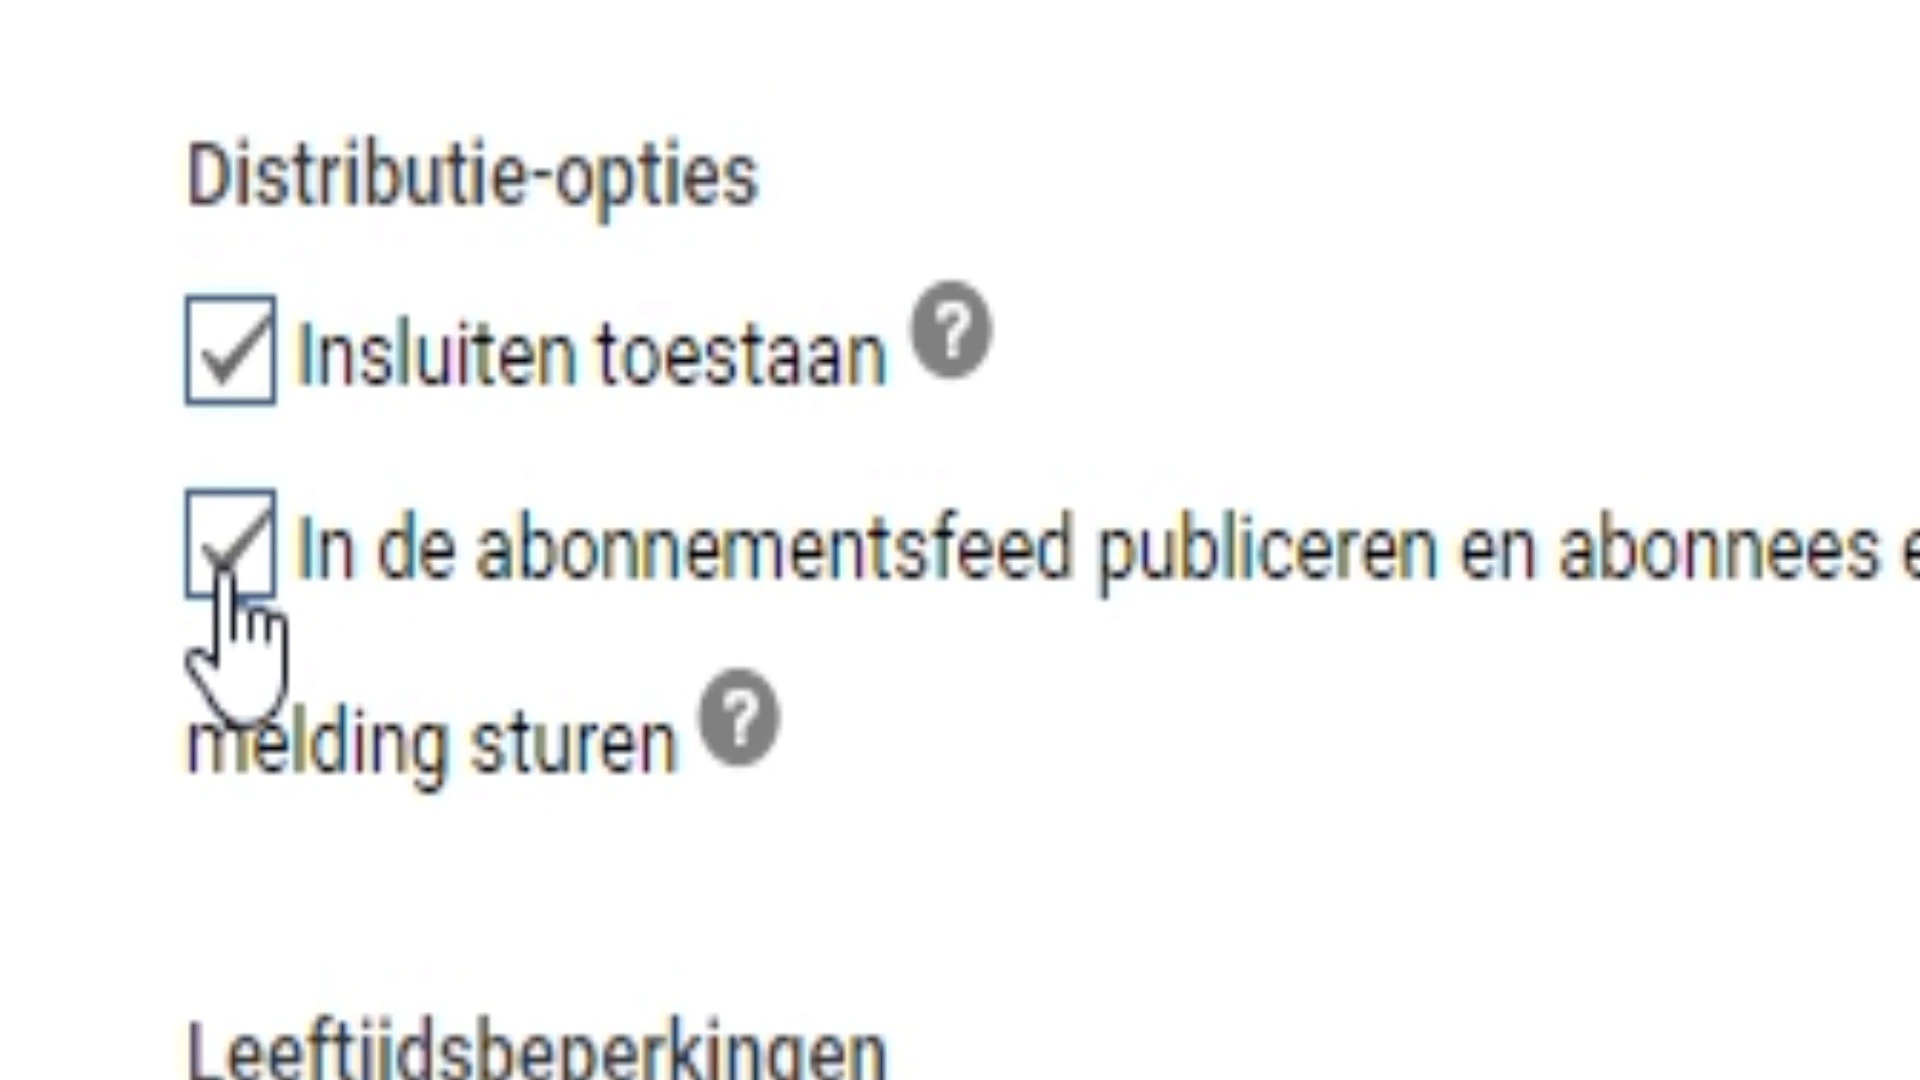 Distributie-opties
Insluiten toestaan ?
In de abonnementsfeed publiceren en abonnees
melding sturen ?
Leeftijdsbeperkingen